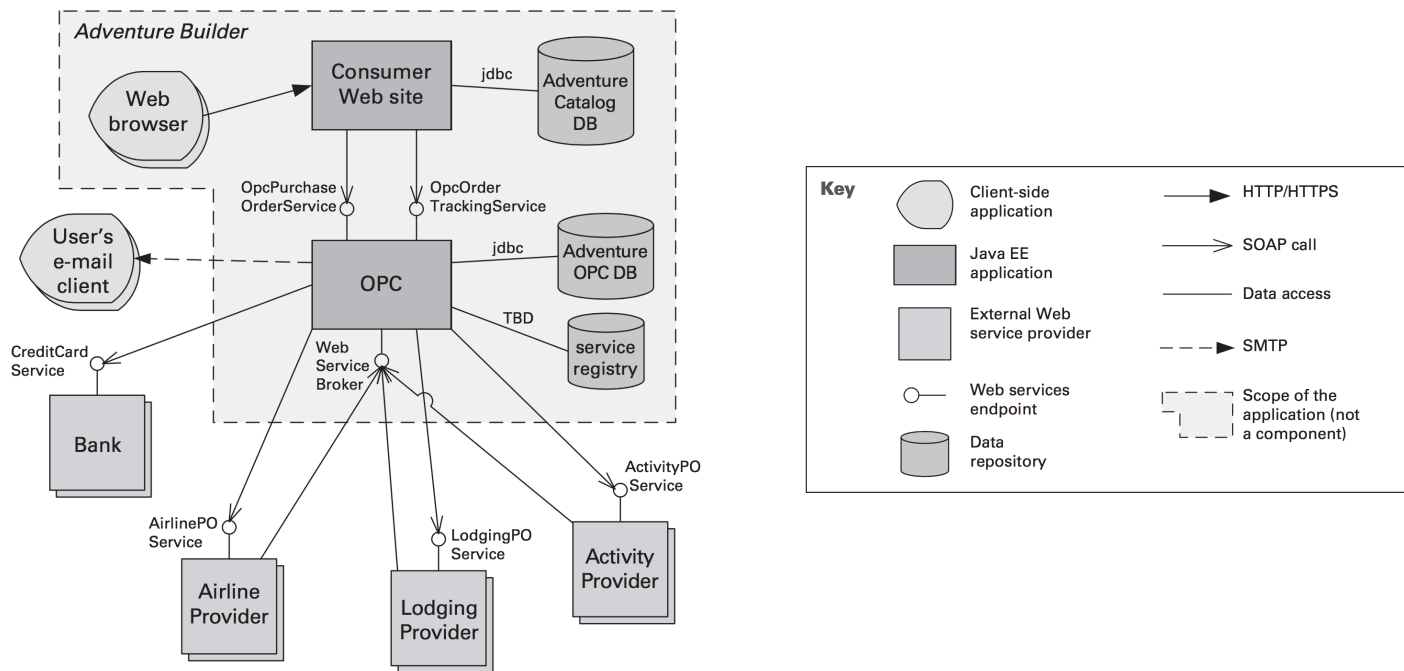 Adventure Builder
Web
browser
Consumer
Web site
jdbc
Adventure
Catalog
DB
OpcPurchase
OrderService
OpcOrder
TrackingService
User's
e-mail
client
OPC
jdbc
Adventure
OPC DB
TBD
service
registry
CreditCard
Service
Web
Service
Broker
Bank
AirlinePO
Service
Airline
Provider
LodgingPO
Service
Lodging
Provider
ActivityPO
Service
Activity
Provider
Key
Client-side
application
Java EE
application
External Web
service provider
Web services
endpoint
Data
repository
HTTP/HTTPS
SOAP call
Data access
SMTP
Scope of the
application (not
a component)